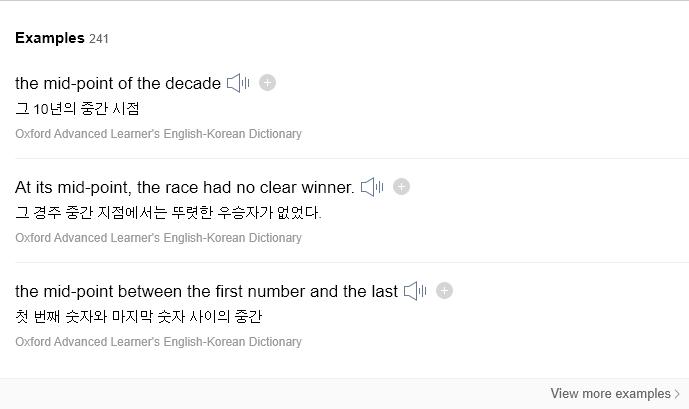 Examples 241
the mid-point of the decade
그 10년의 중간 시점
Oxford Advanced Learner's English-Korean Dictionary
At its mid-point, the race had no clear winner.
그 경주 중간 지점에서는 뚜렷한 우승자가 없었다.
Oxford Advanced Learner's English-Korean Dictionary
the mid-point between the first number and the last
첫 번째 숫자와 마지막 숫자 사이의 중간
Oxford Advanced Learner's English-Korean Dictionary
View more examples